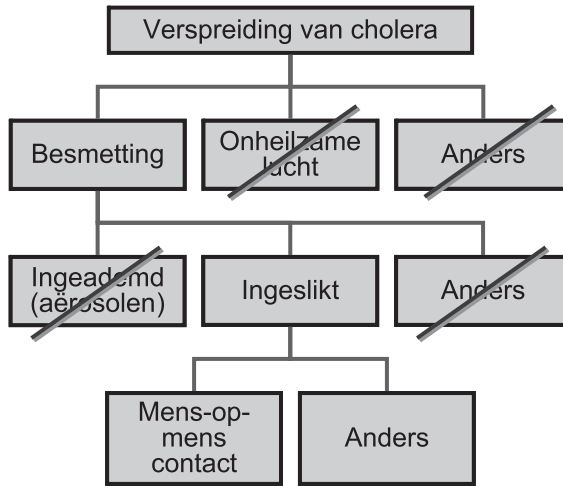 Verspreiding van cholera
Besmetting
Onheilzame
lucht
Anders
Ingeademd
(aërosolen)
Ingeslikt
Anders
Mens-op-
mens
contact
Anders